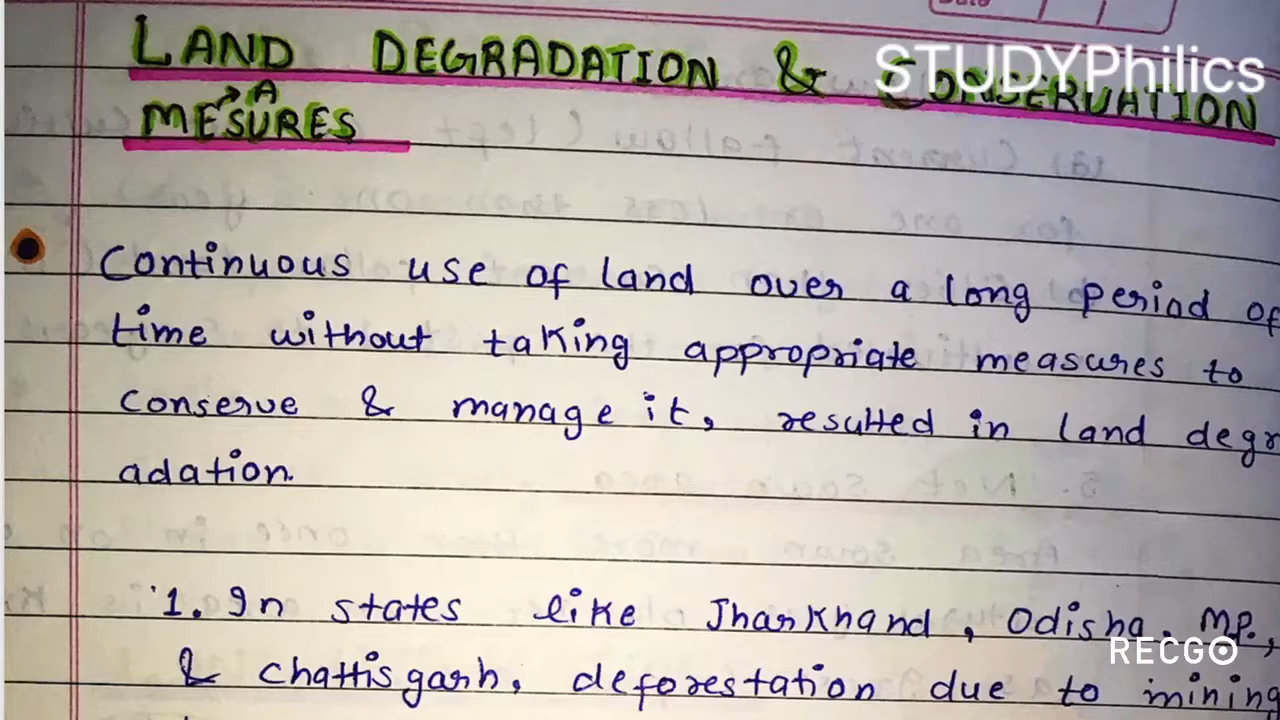 STUDYPhilics
LAND DEGRADATION & CONSERVATION
MESURES
A
Continuous use of land over a long period of
time without taking appropriate measures to
conserve & manage it, resulted in land degr
adation.
1. In states like Jharkhand, Odisha, MP.,
& chattisgarh, deforestation due to mining
RECGO